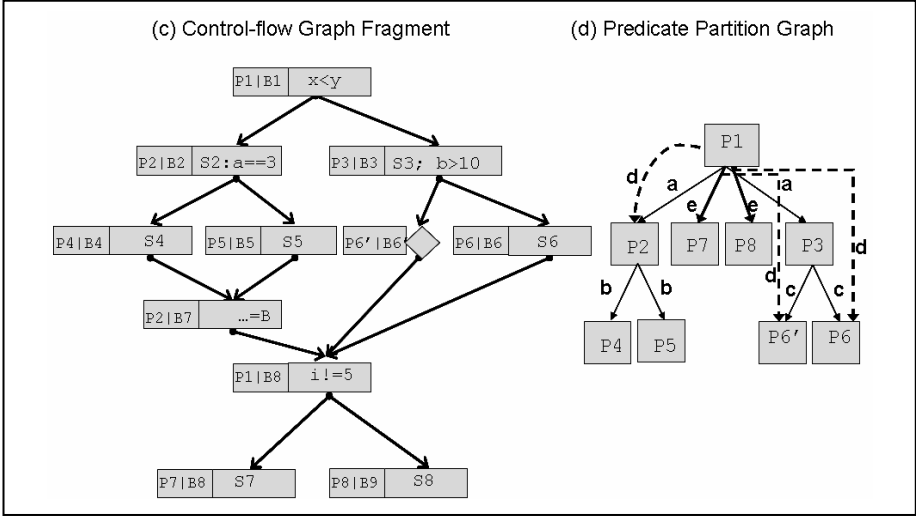 (c) Control-flow Graph Fragment
(d) Predicate Partition Graph
P1|B1 x<y
P2|B2 S2:a==3
P3|B3 S3; b>10
P4|B4 S4
P5|B5 S5
P6'|B6'
P6|B6 S6
P2|B7 …=B
P1|B8 i!=5
P7|B8 S7
P8|B9 S8
P1
d
a
a
e
e
P2
P7
P8
P3
d
d
b
b
c
c
P4
P5
P6'
P6